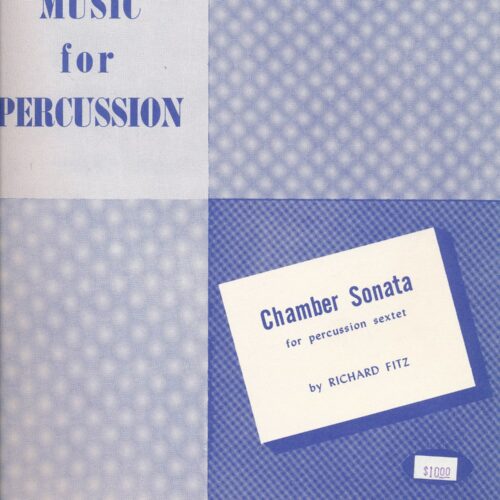 MUSIC
for
PERCUSSION
Chamber Sonata
for percussion sextet
by RICHARD FITZ
$10.00